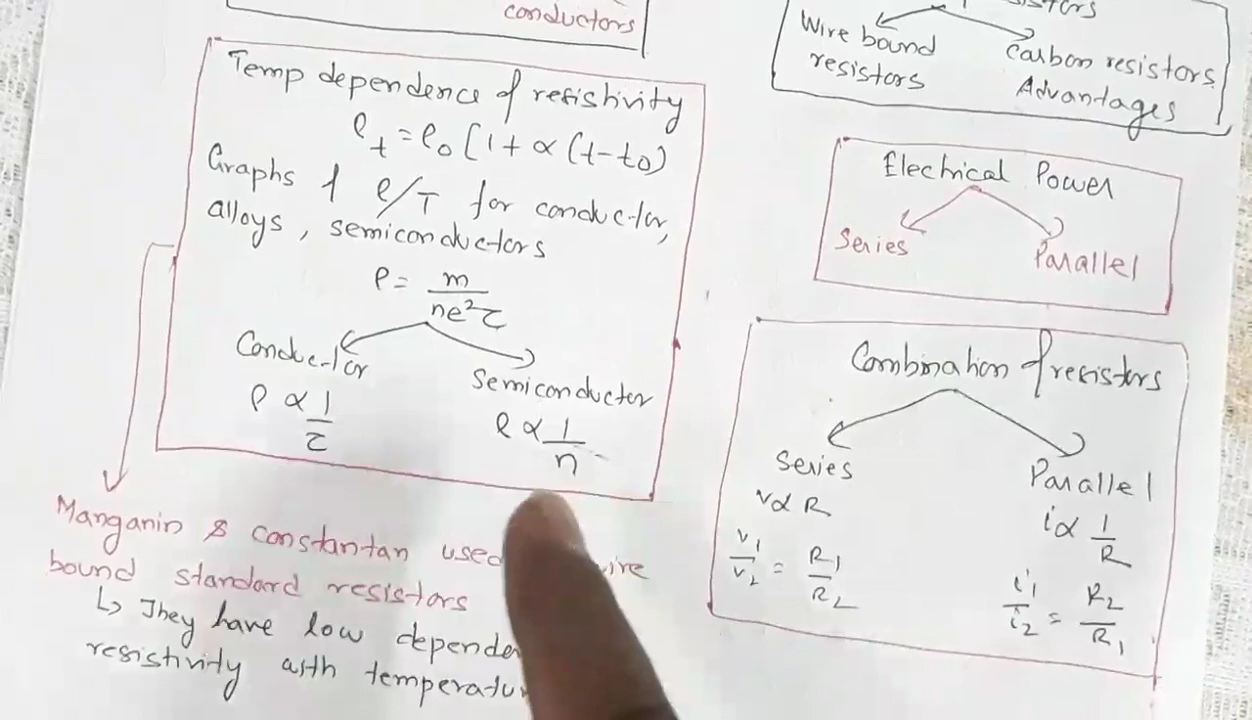 conductors
Temp dependence of resistivity
ρt = ρ0 [1 + α (t - t0)
Graphs of ρ/T for conductor,
alloys, semiconductors
ρ = m / ne²τ
Conductor
ρ ∝ 1/τ
Semiconductor
ρ ∝ 1/n
Manganin & constantan used
bound standard resistors
↳ They have low
resistivity with
Wire bound
resistors
Carbon resistors
Advantages
Electrical Power
Series
Parallel
Combination of resistors
Series
V ∝ R
V1/V2 = R1/R2
Parallel
i ∝ 1/R
i1/i2 = R2/R1